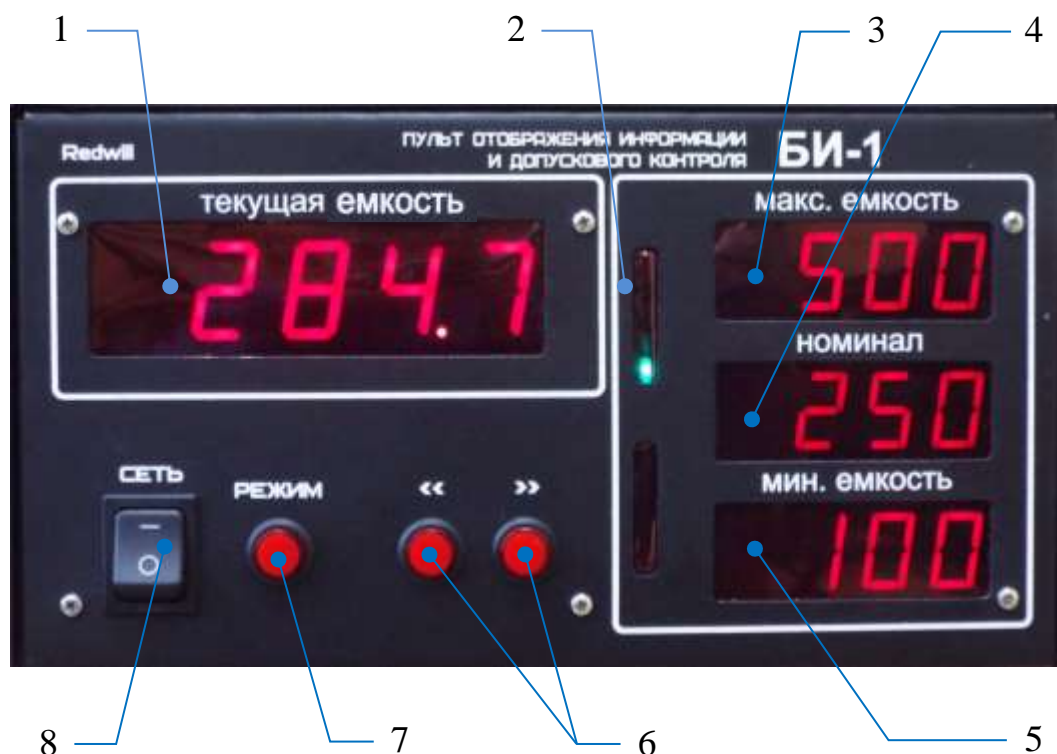 1
2
3
4
Redwill
ПУЛЬТ ОТОБРАЖЕНИЯ ИНФОРМАЦИИ
И ДОПУСКОВОГО КОНТРОЛЯ
БИ-1
текущая емкость
284.7
макс. емкость
500
номинал
250
мин. емкость
100
СЕТЬ
РЕЖИМ
<<
>>
8
7
6
5